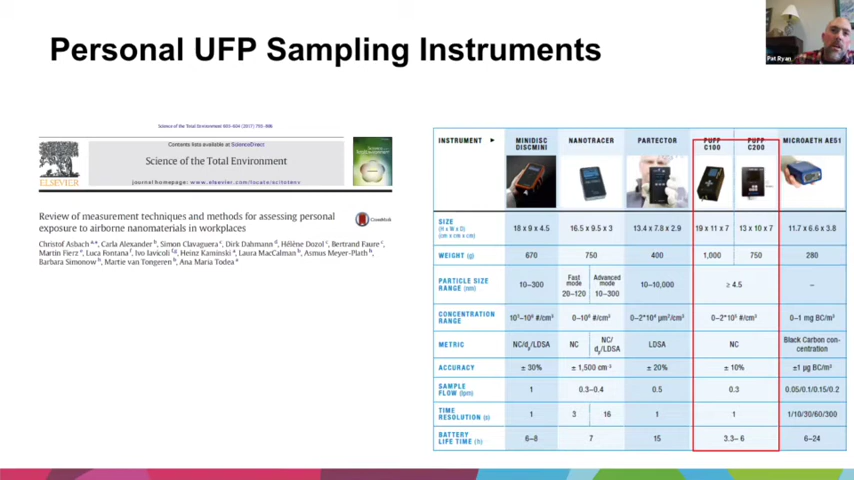 Personal UFP Sampling Instruments
Pat Ryan
Science of the Total Environment 603–604 (2017) 793–806
Contents lists available at ScienceDirect
Science of the Total Environment
journal homepage: www.elsevier.com/locate/scitotenv
ELSEVIER
Review of measurement techniques and methods for assessing personal
exposure to airborne nanomaterials in workplaces
CrossMark
Christof Asbach, Carla Alexander, Simon Clavaguera, Dirk Dahmann, Hélène Dozol, Bertrand Faure,
Martin Fierz, Luca Fontana, Ivo Iavicoli, Heinz Kaminski, Laura MacCalman, Asmus Meyer-Plath,
Barbara Simonow, Martie van Tongeren, Ana Maria Todea
INSTRUMENT MINIDISC DISCMINI NANOTRACER PARTECTOR PUFP C100 PUFP C200 MICROAETH AE51
SIZE (H x W x D) (cm x cm x cm) 18 x 9 x 4.5 16.5 x 9.5 x 3 13.4 x 7.8 x 2.9 19 x 11 x 7 13 x 10 x 7 11.7 x 6.6 x 3.8
WEIGHT (g) 670 750 400 1,000 750 280
PARTICLE SIZE RANGE (nm) 10–300 Fast mode 20–120 Advanced mode 10–300 10–10,000 ≥ 4.5 –
CONCENTRATION RANGE 10³–10⁶ #/cm³ 0–10⁶ #/cm³ 0–2*10⁴ µm²/cm³ 0–2*10⁵ #/cm³ 0–1 mg BC/m³
METRIC NC/dₚ/LDSA NC NC/dₚ/LDSA LDSA NC Black Carbon concentration
ACCURACY ± 30% ± 1,500 cm⁻³ ± 20% ± 10% ±1 µg BC/m³
SAMPLE FLOW (lpm) 1 0.3–0.4 0.5 0.3 0.05/0.1/0.15/0.2
TIME RESOLUTION (s) 1 3 16 1 1 1/10/30/60/300
BATTERY LIFE TIME (h) 6–8 7 15 3.3– 6 6–24